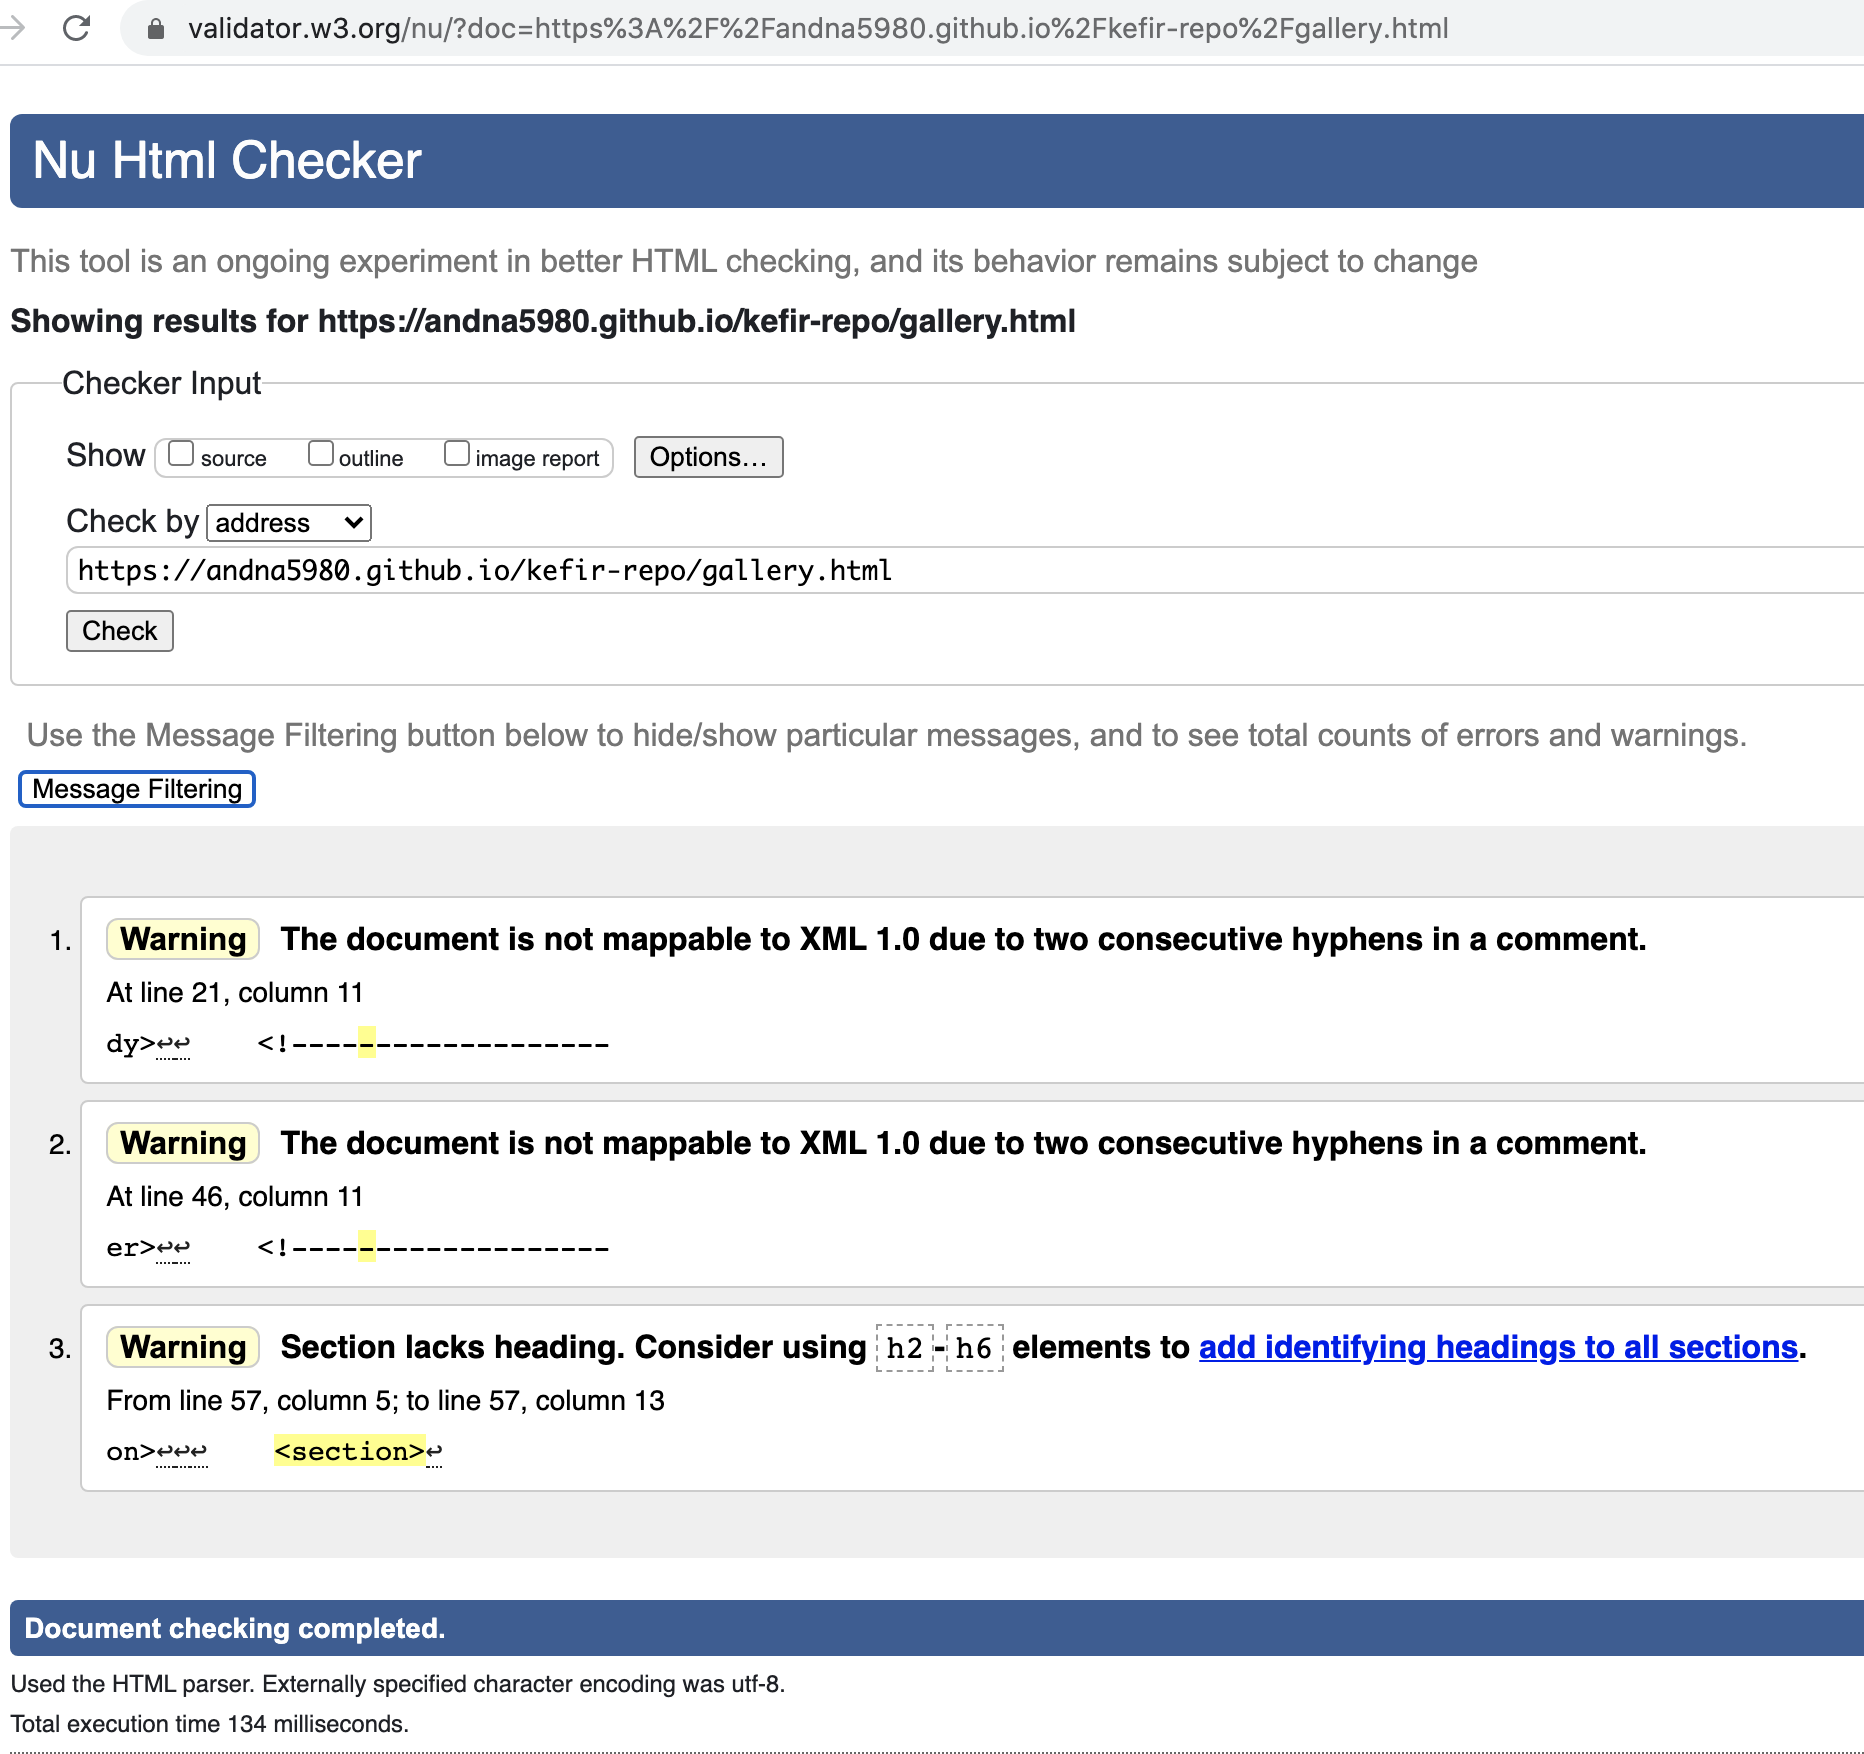 validator.w3.org/nu/?doc=https%3A%2F%2Fandna5980.github.io%2Fkefir-repo%2Fgallery.html
Nu Html Checker
This tool is an ongoing experiment in better HTML checking, and its behavior remains subject to change
Showing results for https://andna5980.github.io/kefir-repo/gallery.html
Checker Input
Show source outline image report Options...
Check by address
https://andna5980.github.io/kefir-repo/gallery.html
Check
Use the Message Filtering button below to hide/show particular messages, and to see total counts of errors and warnings.
Message Filtering
1. Warning The document is not mappable to XML 1.0 due to two consecutive hyphens in a comment.
At line 21, column 11
dy>↩↩    <!-------------------
2. Warning The document is not mappable to XML 1.0 due to two consecutive hyphens in a comment.
At line 46, column 11
er>↩↩    <!-------------------
3. Warning Section lacks heading. Consider using h2-h6 elements to add identifying headings to all sections.
From line 57, column 5; to line 57, column 13
on>↩↩↩    <section>↩
Document checking completed.
Used the HTML parser. Externally specified character encoding was utf-8.
Total execution time 134 milliseconds.